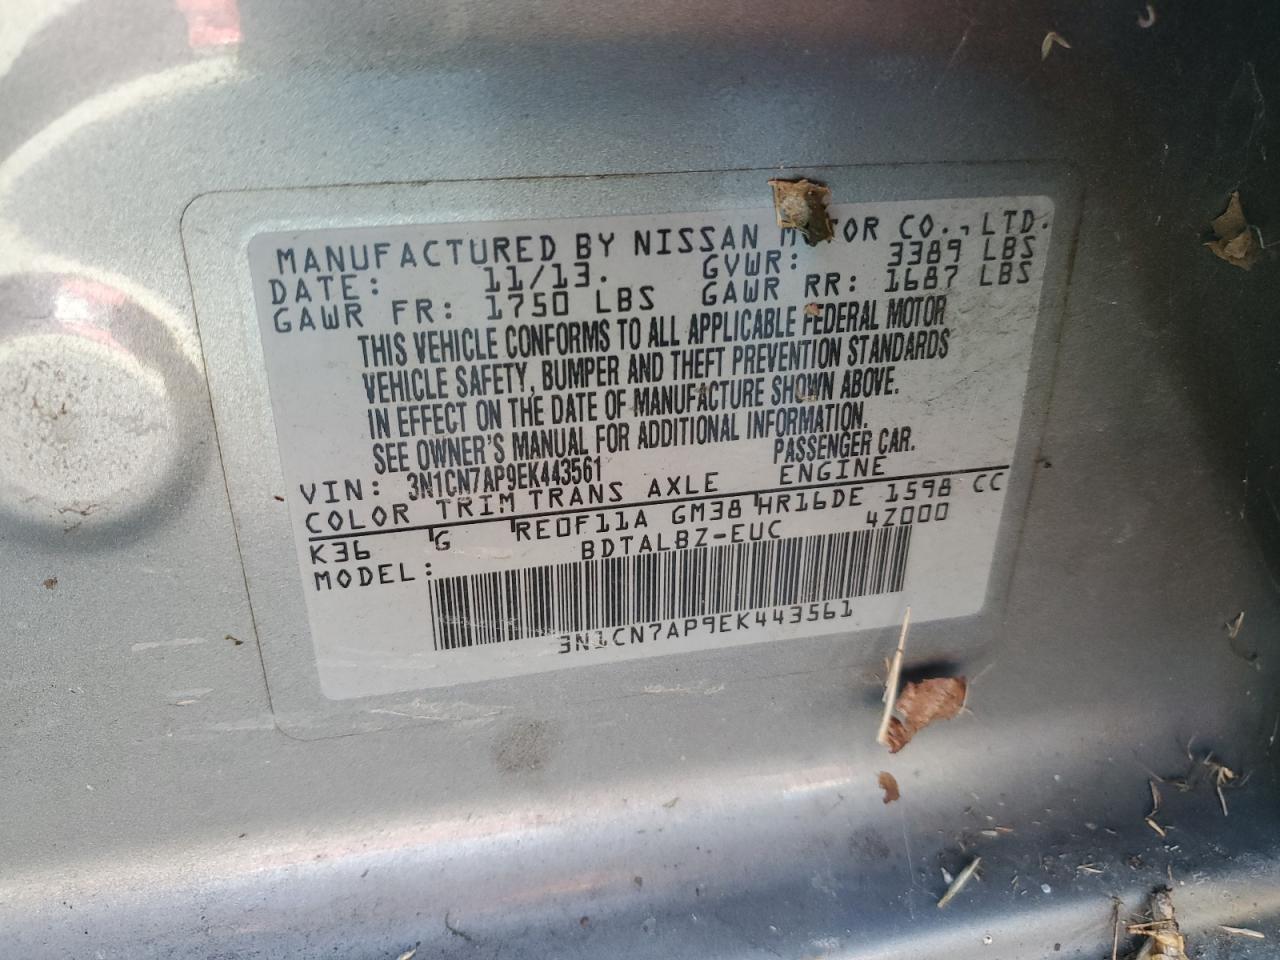 MANUFACTURED BY NISSAN MOTOR CO., LTD.
DATE: 11/13. GVWR: 3389 LBS
GAWR FR: 1750 LBS GAWR RR: 1687 LBS
THIS VEHICLE CONFORMS TO ALL APPLICABLE FEDERAL MOTOR
VEHICLE SAFETY, BUMPER AND THEFT PREVENTION STANDARDS
IN EFFECT ON THE DATE OF MANUFACTURE SHOWN ABOVE.
SEE OWNER'S MANUAL FOR ADDITIONAL INFORMATION.
PASSENGER CAR.
VIN: 3N1CN7AP9EK443561
COLOR TRIM TRANS AXLE ENGINE
K36 G RE0F11A GM38 HR16DE 1598 CC
MODEL: BDTALBZ-EUC 4Z000
3N1CN7AP9EK443561